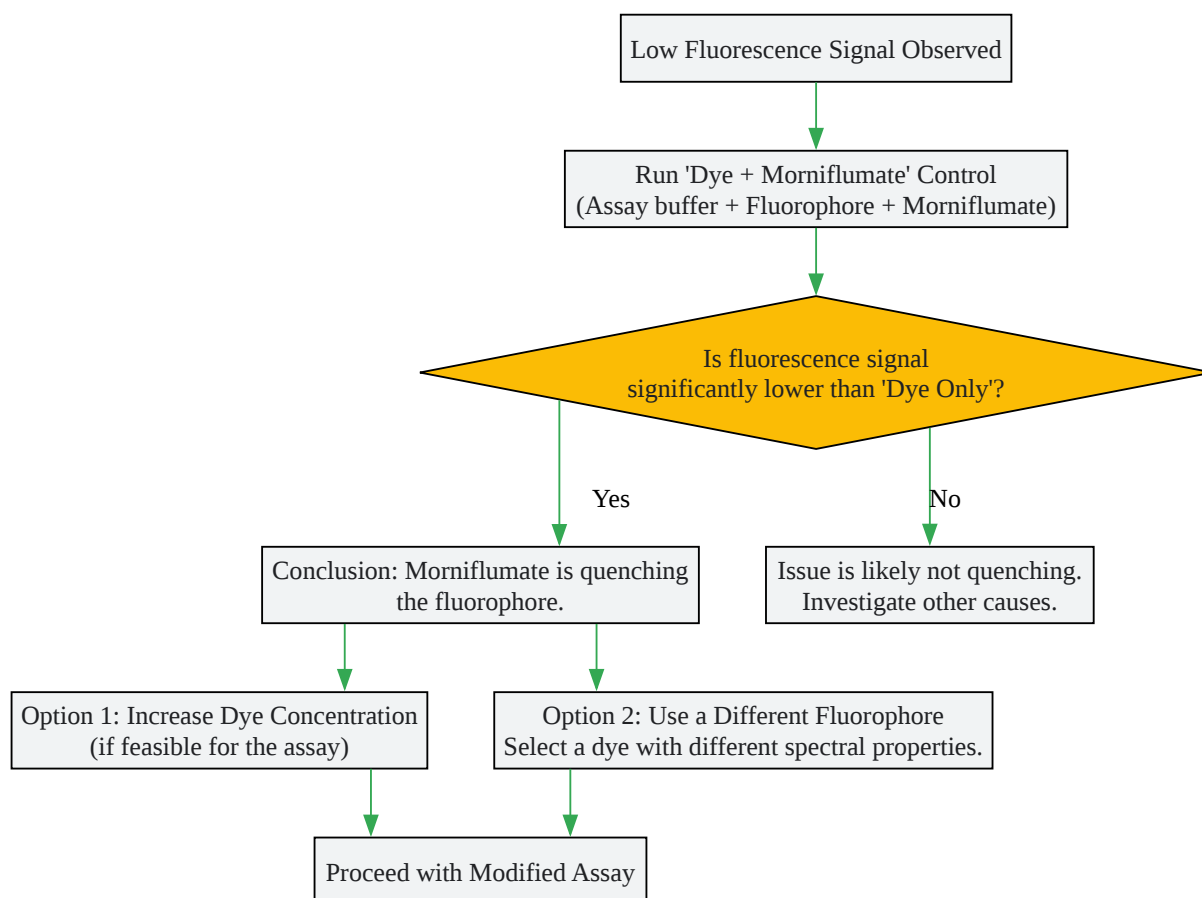 Low Fluorescence Signal Observed
Run 'Dye + Morniflumate' Control
(Assay buffer + Fluorophore + Morniflumate)
Is fluorescence signal
significantly lower than 'Dye Only'?
Yes
No
Conclusion: Morniflumate is quenching
the fluorophore.
Issue is likely not quenching.
Investigate other causes.
Option 1: Increase Dye Concentration
(if feasible for the assay)
Option 2: Use a Different Fluorophore
Select a dye with different spectral properties.
Proceed with Modified Assay